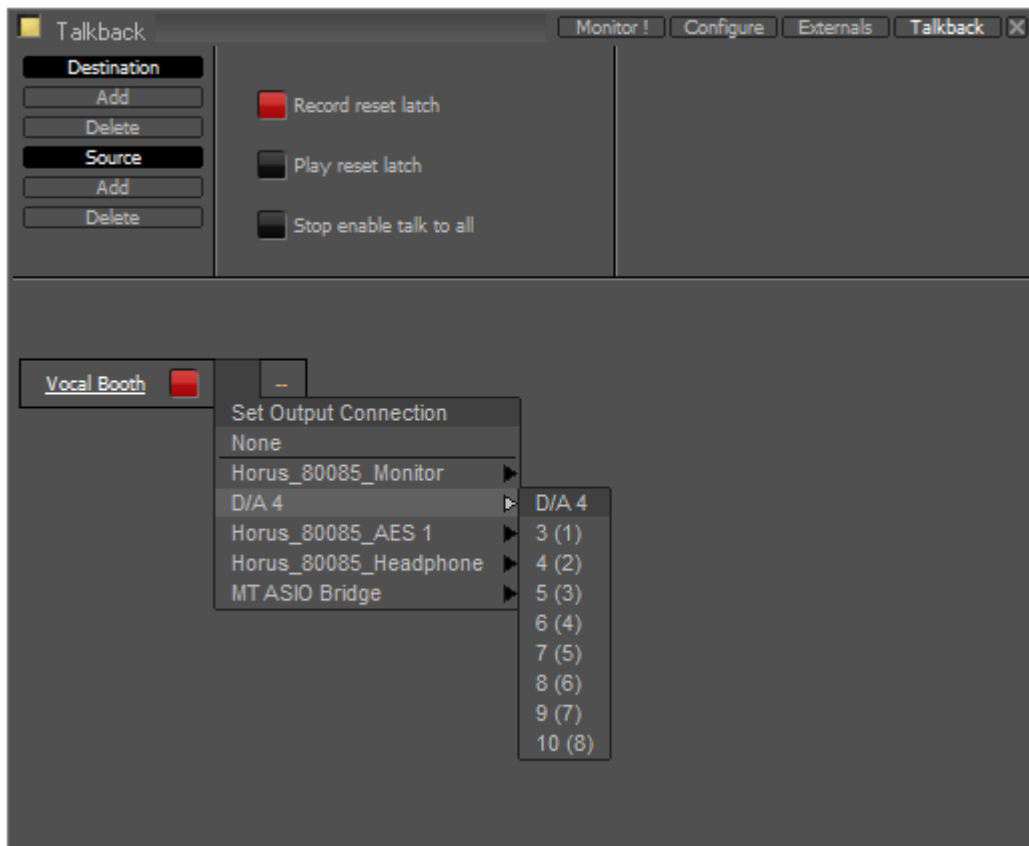 Talkback Monitor ! Configure Externals Talkback X
Destination
Add
Delete
Source
Add
Delete
Record reset latch
Play reset latch
Stop enable talk to all
Vocal Booth --
Set Output Connection
None
Horus_80085_Monitor
D/A 4
Horus_80085_AES 1
Horus_80085_Headphone
MT ASIO Bridge
D/A 4
3 (1)
4 (2)
5 (3)
6 (4)
7 (5)
8 (6)
9 (7)
10 (8)